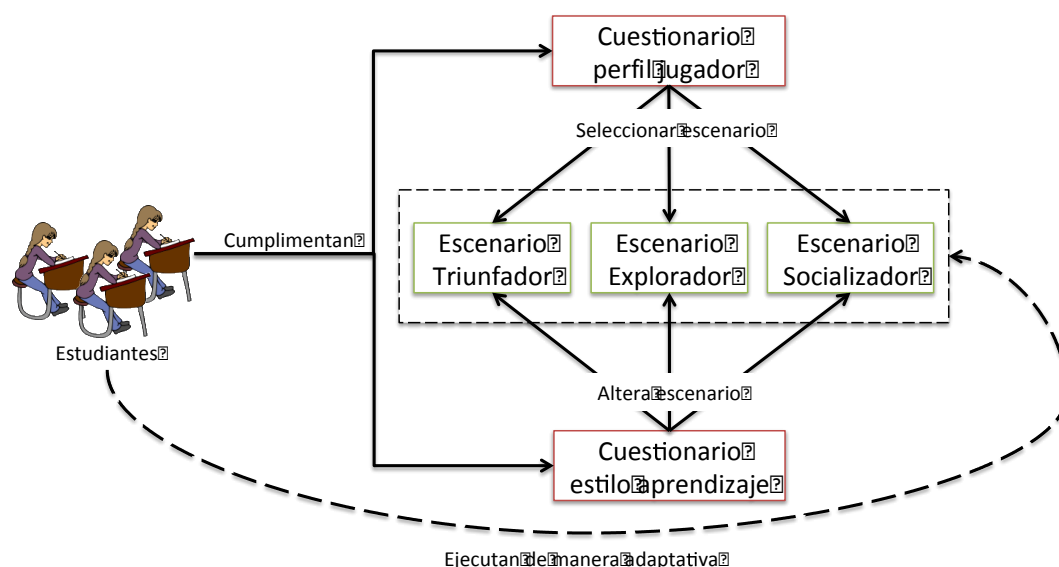 Cuestionario
perfil jugador
Seleccionar escenario
Escenario
Triunfador
Escenario
Explorador
Escenario
Socializador
Cumplimentan
Estudiantes
Altera escenario
Cuestionario
estilo aprendizaje
Ejecutan de manera adaptativa